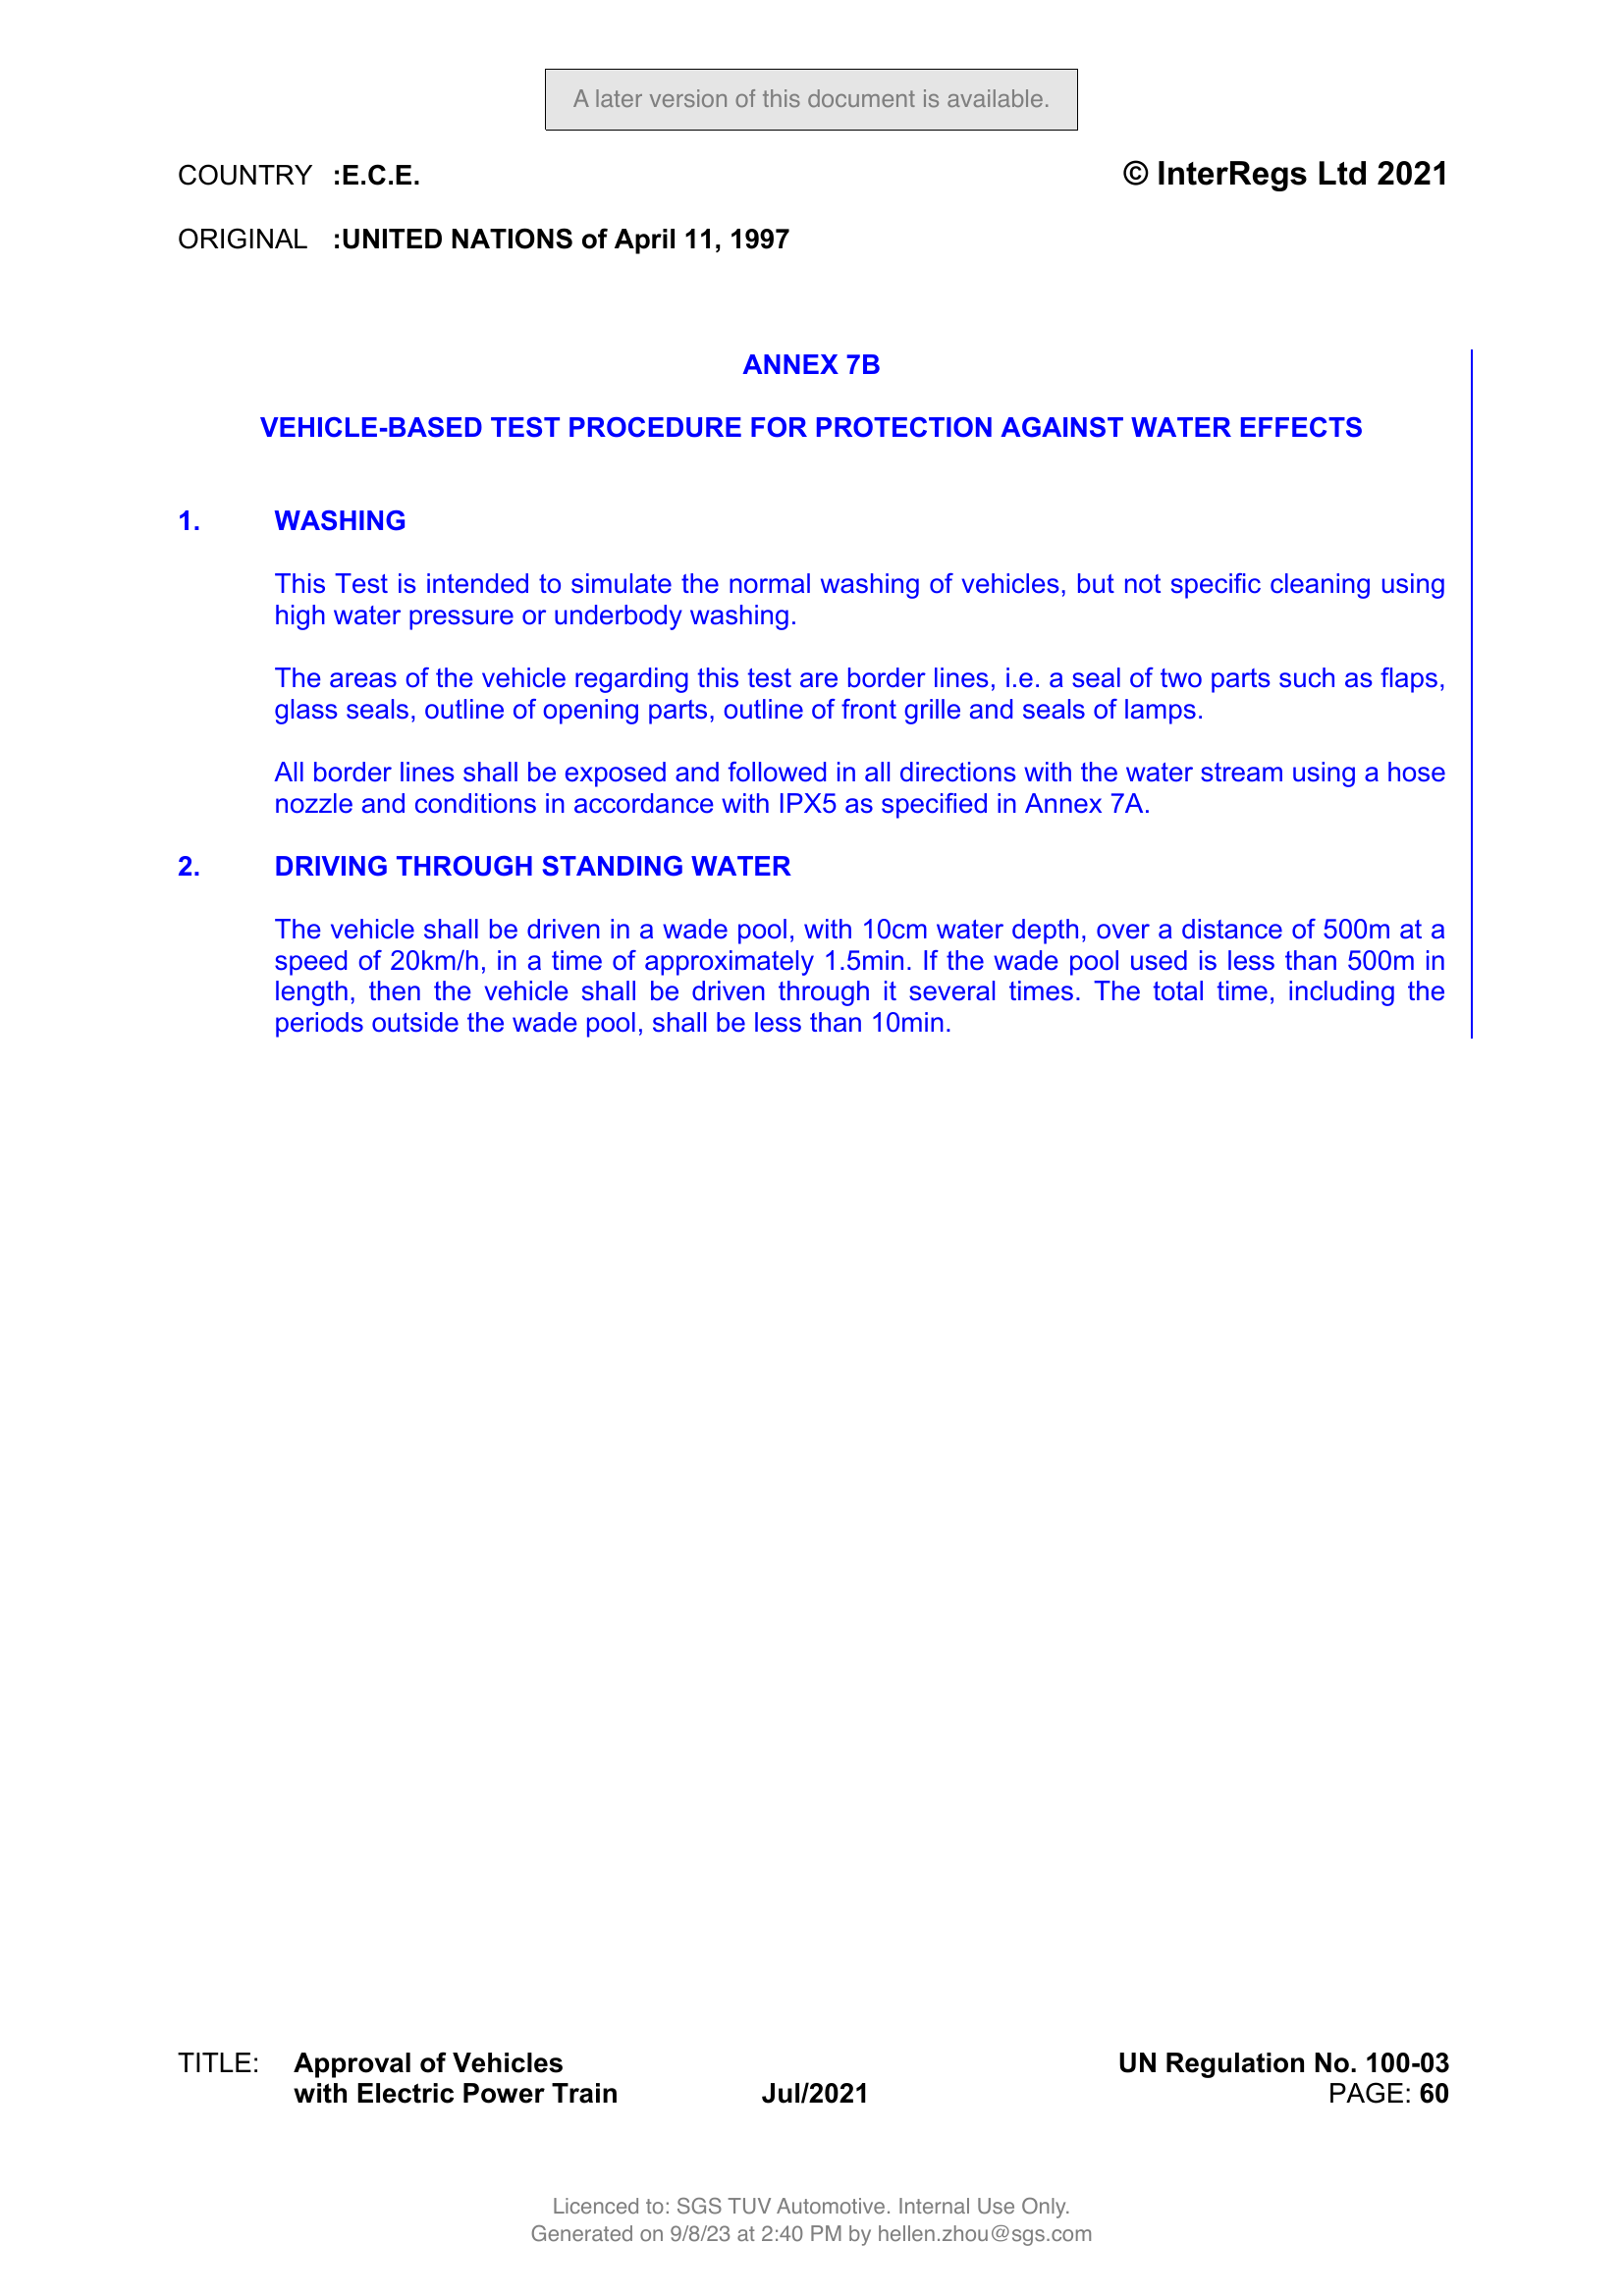 A later version of this document is available.
COUNTRY :E.C.E.
© InterRegs Ltd 2021
ORIGINAL :UNITED NATIONS of April 11, 1997
ANNEX 7B
VEHICLE-BASED TEST PROCEDURE FOR PROTECTION AGAINST WATER EFFECTS
1. WASHING
This Test is intended to simulate the normal washing of vehicles, but not specific cleaning using
high water pressure or underbody washing.
The areas of the vehicle regarding this test are border lines, i.e. a seal of two parts such as flaps,
glass seals, outline of opening parts, outline of front grille and seals of lamps.
All border lines shall be exposed and followed in all directions with the water stream using a hose
nozzle and conditions in accordance with IPX5 as specified in Annex 7A.
2. DRIVING THROUGH STANDING WATER
The vehicle shall be driven in a wade pool, with 10cm water depth, over a distance of 500m at a
speed of 20km/h, in a time of approximately 1.5min. If the wade pool used is less than 500m in
length, then the vehicle shall be driven through it several times. The total time, including the
periods outside the wade pool, shall be less than 10min.
TITLE: Approval of Vehicles
with Electric Power Train
Jul/2021
UN Regulation No. 100-03
PAGE: 60
Licenced to: SGS TUV Automotive. Internal Use Only.
Generated on 9/8/23 at 2:40 PM by hellen.zhou@sgs.com